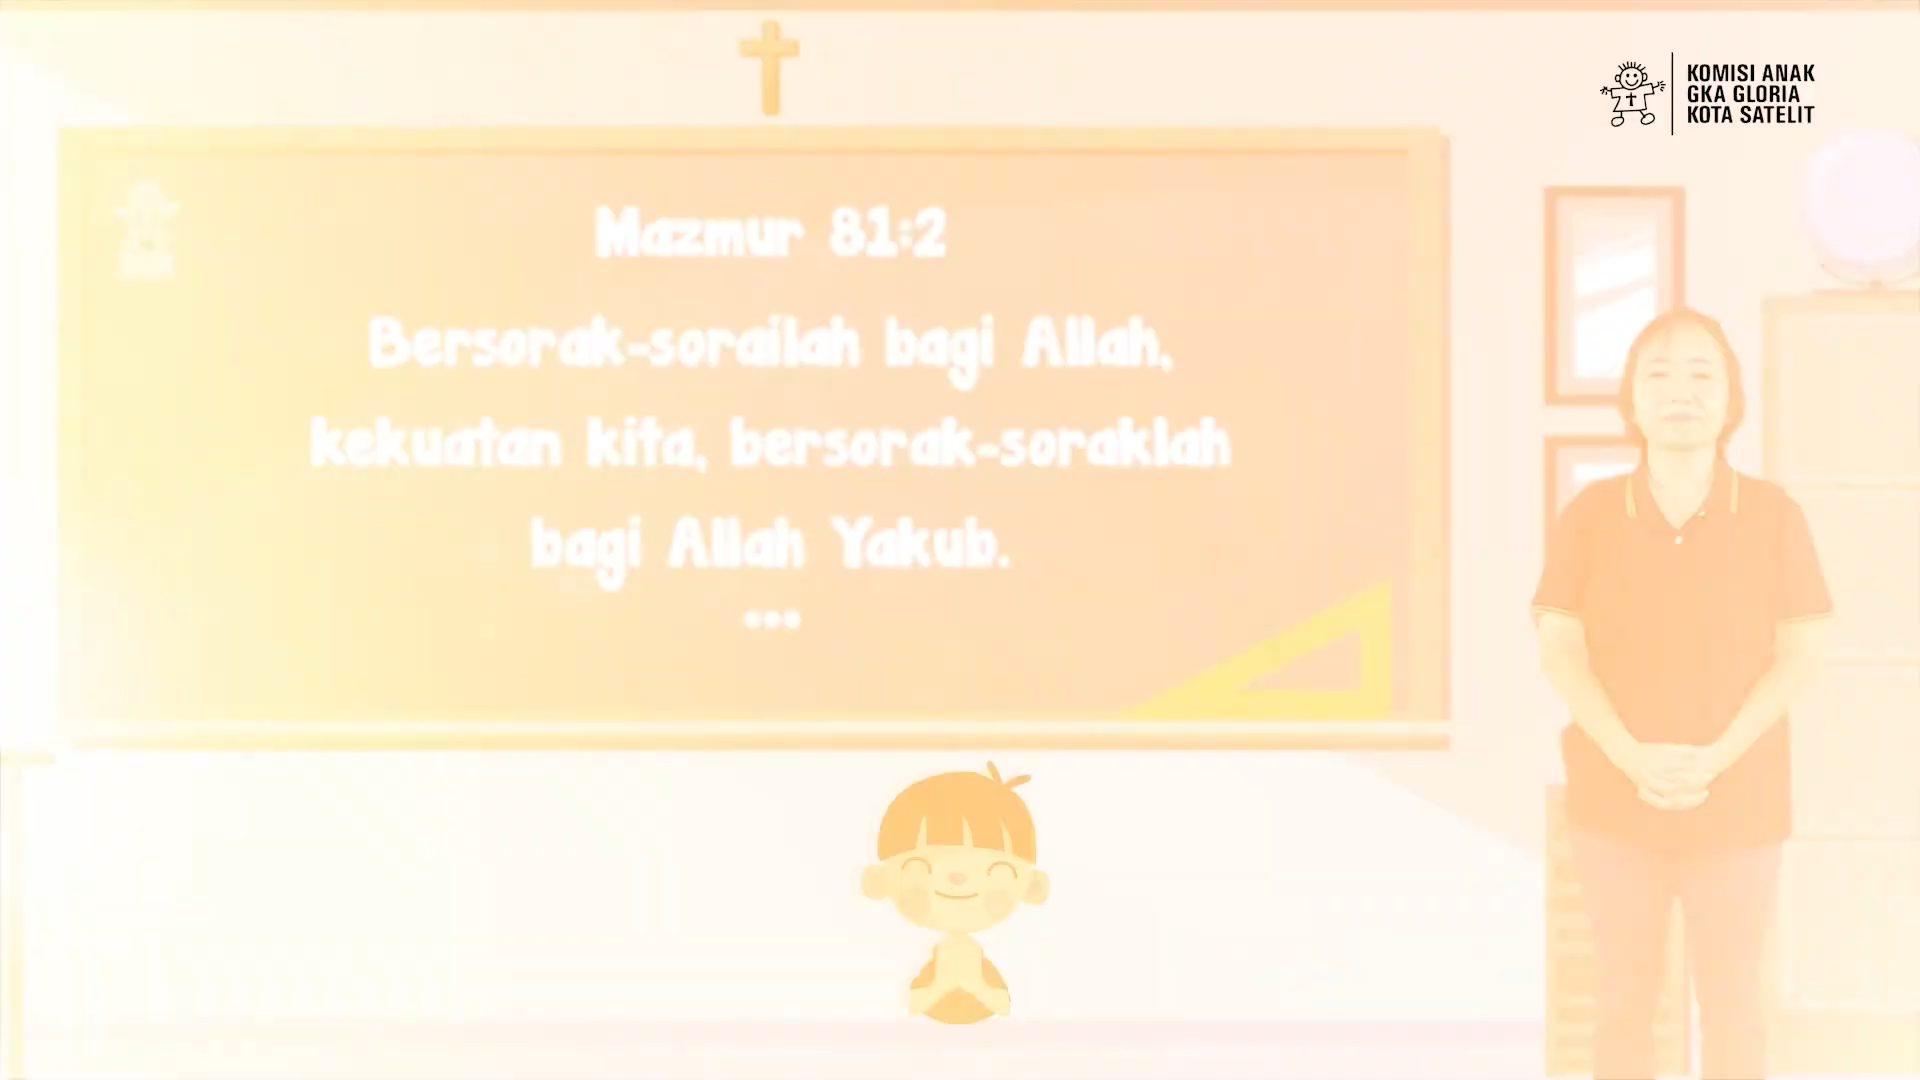 KOMISI ANAK
GKA GLORIA
KOTA SATELIT
Mazmur 81:2
Bersorak-sorailah bagi Allah,
kekuatan kita, bersorak-soraklah
bagi Allah Yakub.
...